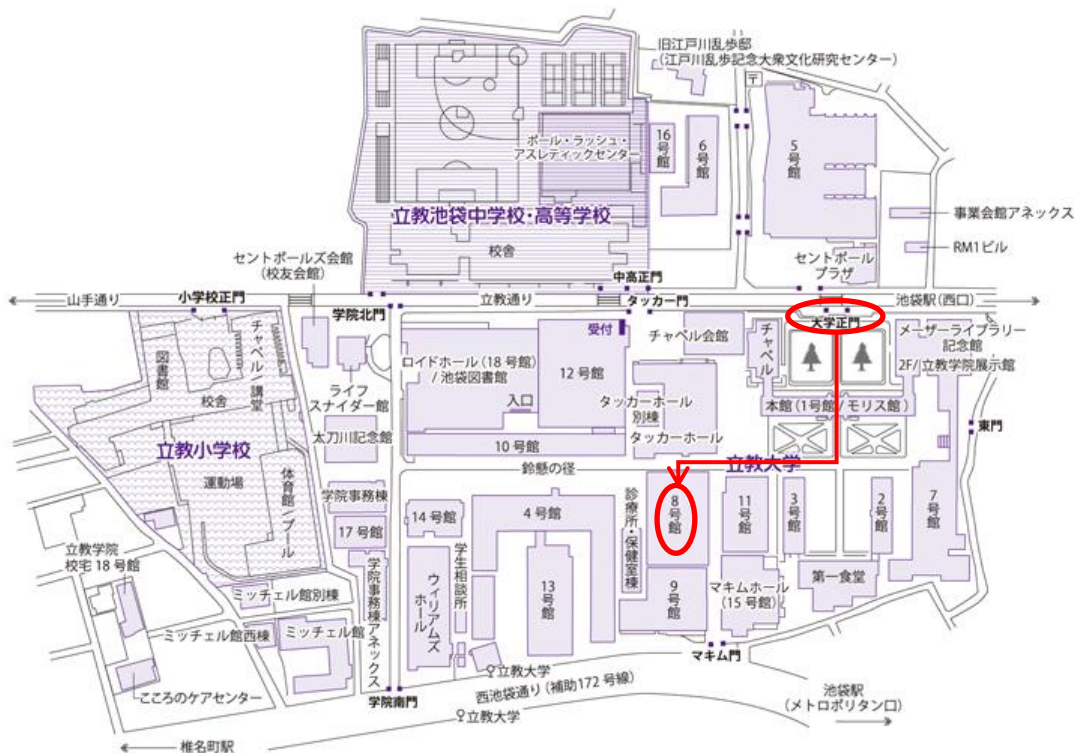 旧江戸川乱歩邸
(江戸川乱歩記念大衆文化研究センター)
〒
ポール・ラッシュ・
アスレティックセンター
16号館
6号館
5号館
立教池袋中学校・高等学校
校舎
事業会館アネックス
RM1ビル
セントポールズ会館
(校友会館)
セントポール
プラザ
中高正門
山手通り
小学校正門
学院北門
立教通り
タッカー門
池袋駅(西口)
大学正門
受付
チャペル会館
チャペル
メーザーライブラリー
記念館
2F/立教学院展示館
図書館
チャペル/講堂
校舎
ロイドホール(18号館)
/池袋図書館
12号館
入口
ライフ
スナイダー館
太刀川記念館
タッカーホール
別棟
タッカーホール
本館(1号館/モリス館)
東門
10号館
立教小学校
運動場
体育館/プール
鈴懸の径
立教大学
学院事務棟
17号館
14号館
4号館
診療所・保健室棟
8号館
11号館
3号館
2号館
7号館
立教学院
校宅18号館
学院事務棟アネックス
ウィリアムズ
ホール
学生相談所
13号館
9号館
マキムホール
(15号館)
第一食堂
ミッチェル館別棟
ミッチェル館西棟
ミッチェル館
マキム門
こころのケアセンター
学院南門
立教大学
西池袋通り(補助172号線)
立教大学
池袋駅
(メトロポリタン口)
椎名町駅